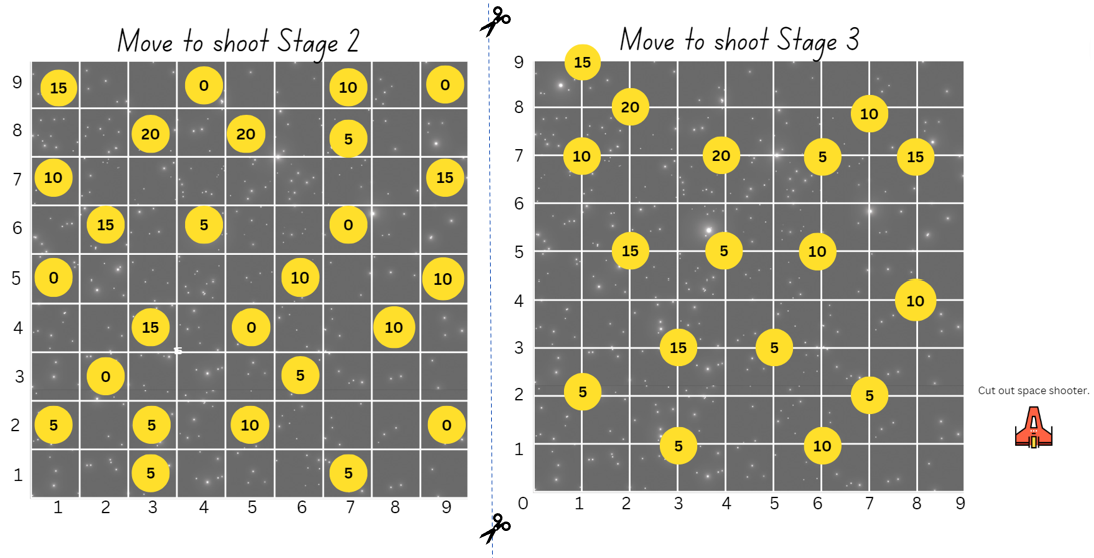 Move to shoot Stage 2
9 15 0 10 0
8 20 20 5
7 10 15
6 15 5 0
5 0 10 10
4 15 0 10
3 0 5
2 5 5 10 0
1 5 5
1 2 3 4 5 6 7 8 9
Move to shoot Stage 3
9 15
8 20 10
7 10 20 5 15
6
5 15 5 10
4 10
3 15 5
2 5 5
1 5 10
0 1 2 3 4 5 6 7 8 9
Cut out space shooter.